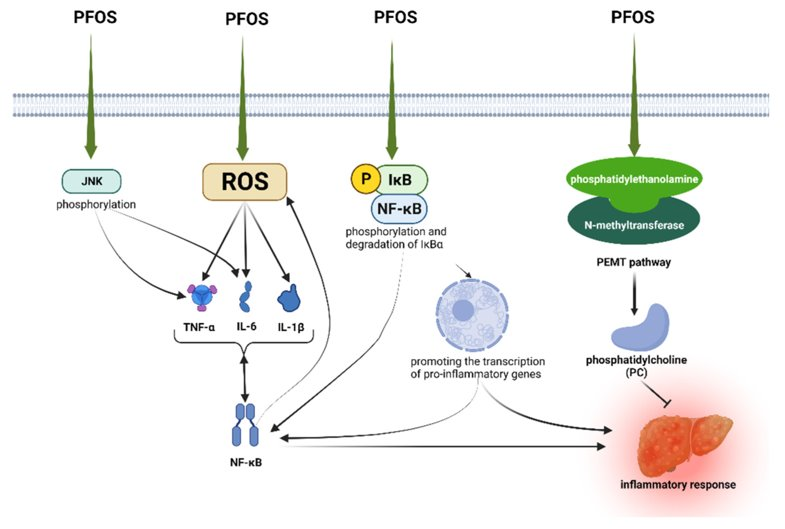 PFOS
PFOS
PFOS
PFOS
JNK
phosphorylation
ROS
P
IκB
NF-κB
phosphorylation and
degradation of IκBα
phosphatidylethanolamine
N-methyltransferase
PEMT pathway
TNF-α
IL-6
IL-1β
promoting the transcription
of pro-inflammatory genes
phosphatidylcholine
(PC)
NF-κB
inflammatory response